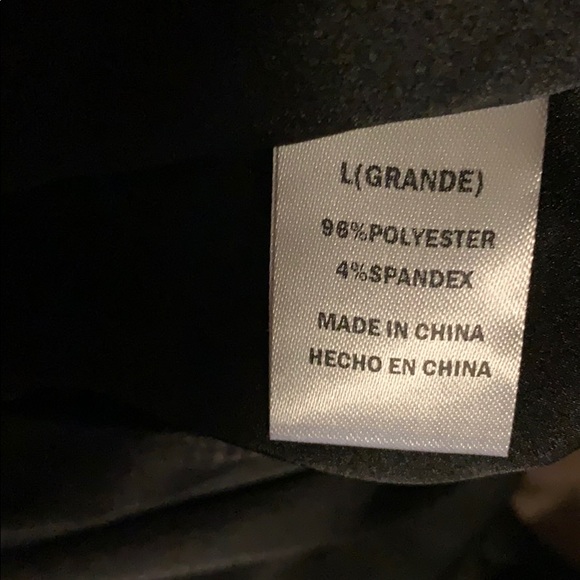 L(GRANDE)
96%POLYESTER
4%SPANDEX
MADE IN CHINA
HECHO EN CHINA